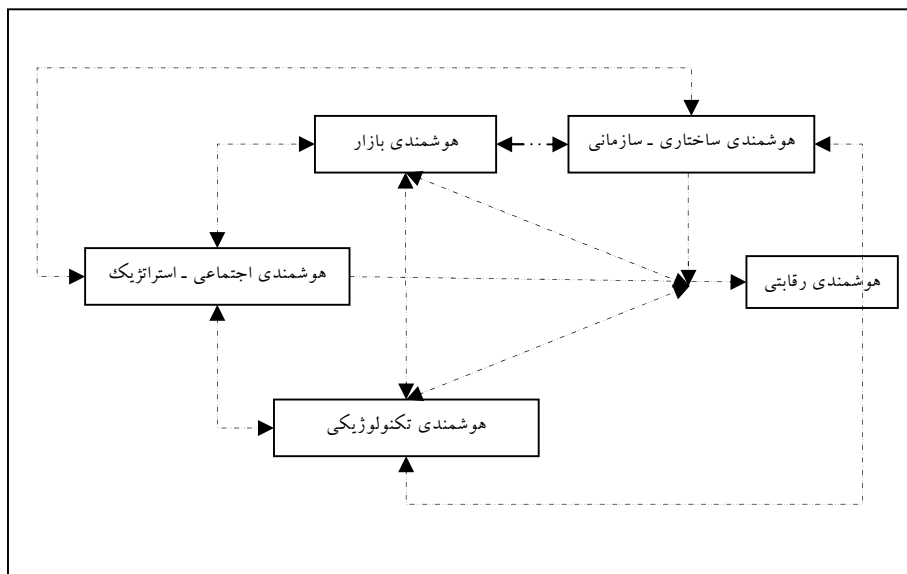 هوشمندی ساختاری ـ سازمانی
هوشمندی بازار
هوشمندی رقابتی
هوشمندی اجتماعی ـ استراتژیک
هوشمندی تکنولوژیکی